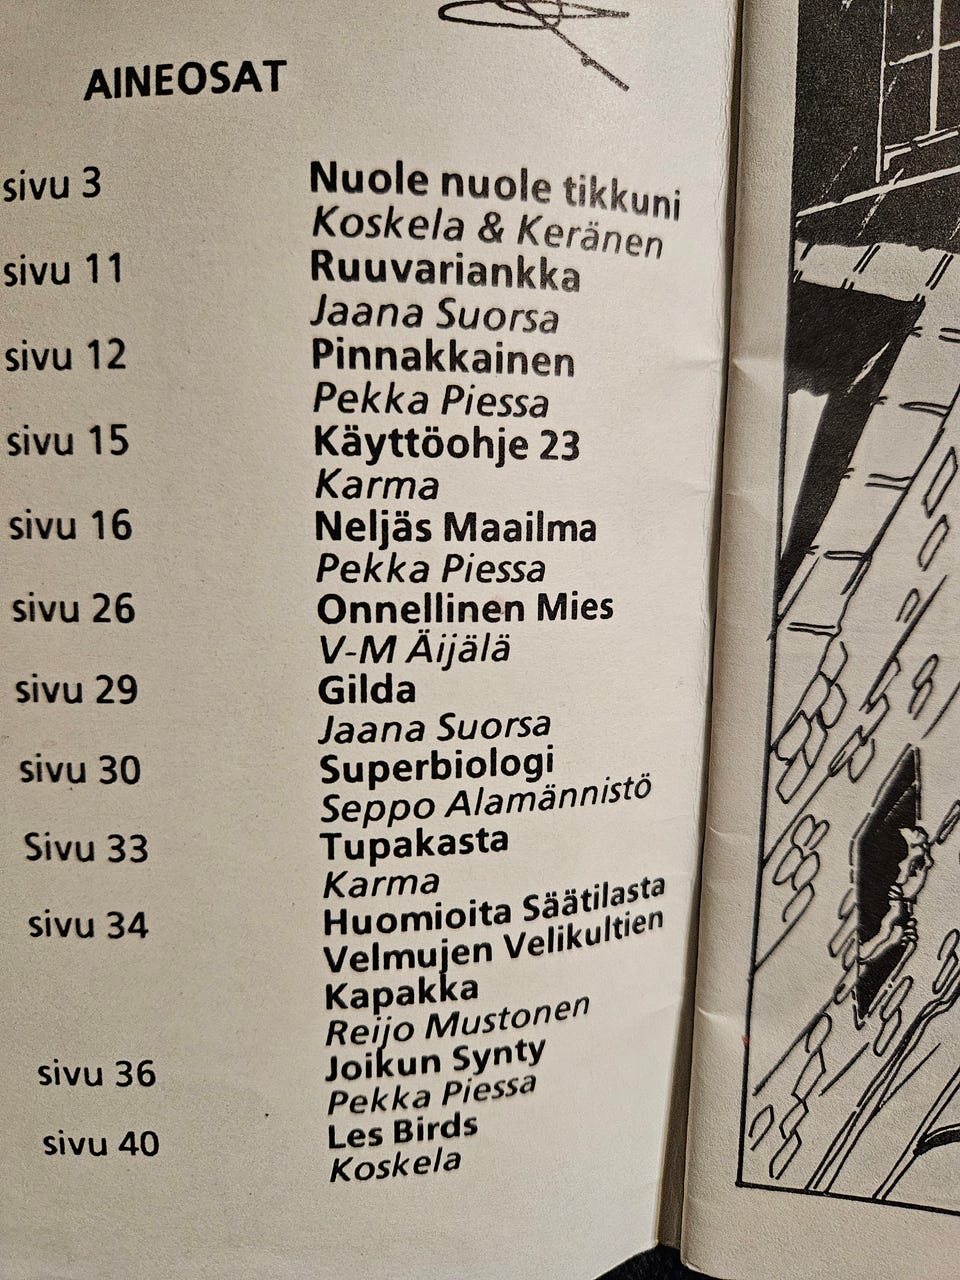 AINEOSAT
sivu 3 Nuole nuole tikkuni
Koskela & Keränen
sivu 11 Ruuvariankka
Jaana Suorsa
sivu 12 Pinnakkainen
Pekka Piessa
sivu 15 Käyttöohje 23
Karma
sivu 16 Neljäs Maailma
Pekka Piessa
sivu 26 Onnellinen Mies
V-M Äijälä
sivu 29 Gilda
Jaana Suorsa
sivu 30 Superbiologi
Seppo Alamännistö
Sivu 33 Tupakasta
Karma
sivu 34 Huomioita Säätilasta
Velmujen Velikultien
Kapakka
Reijo Mustonen
sivu 36 Joikun Synty
Pekka Piessa
sivu 40 Les Birds
Koskela